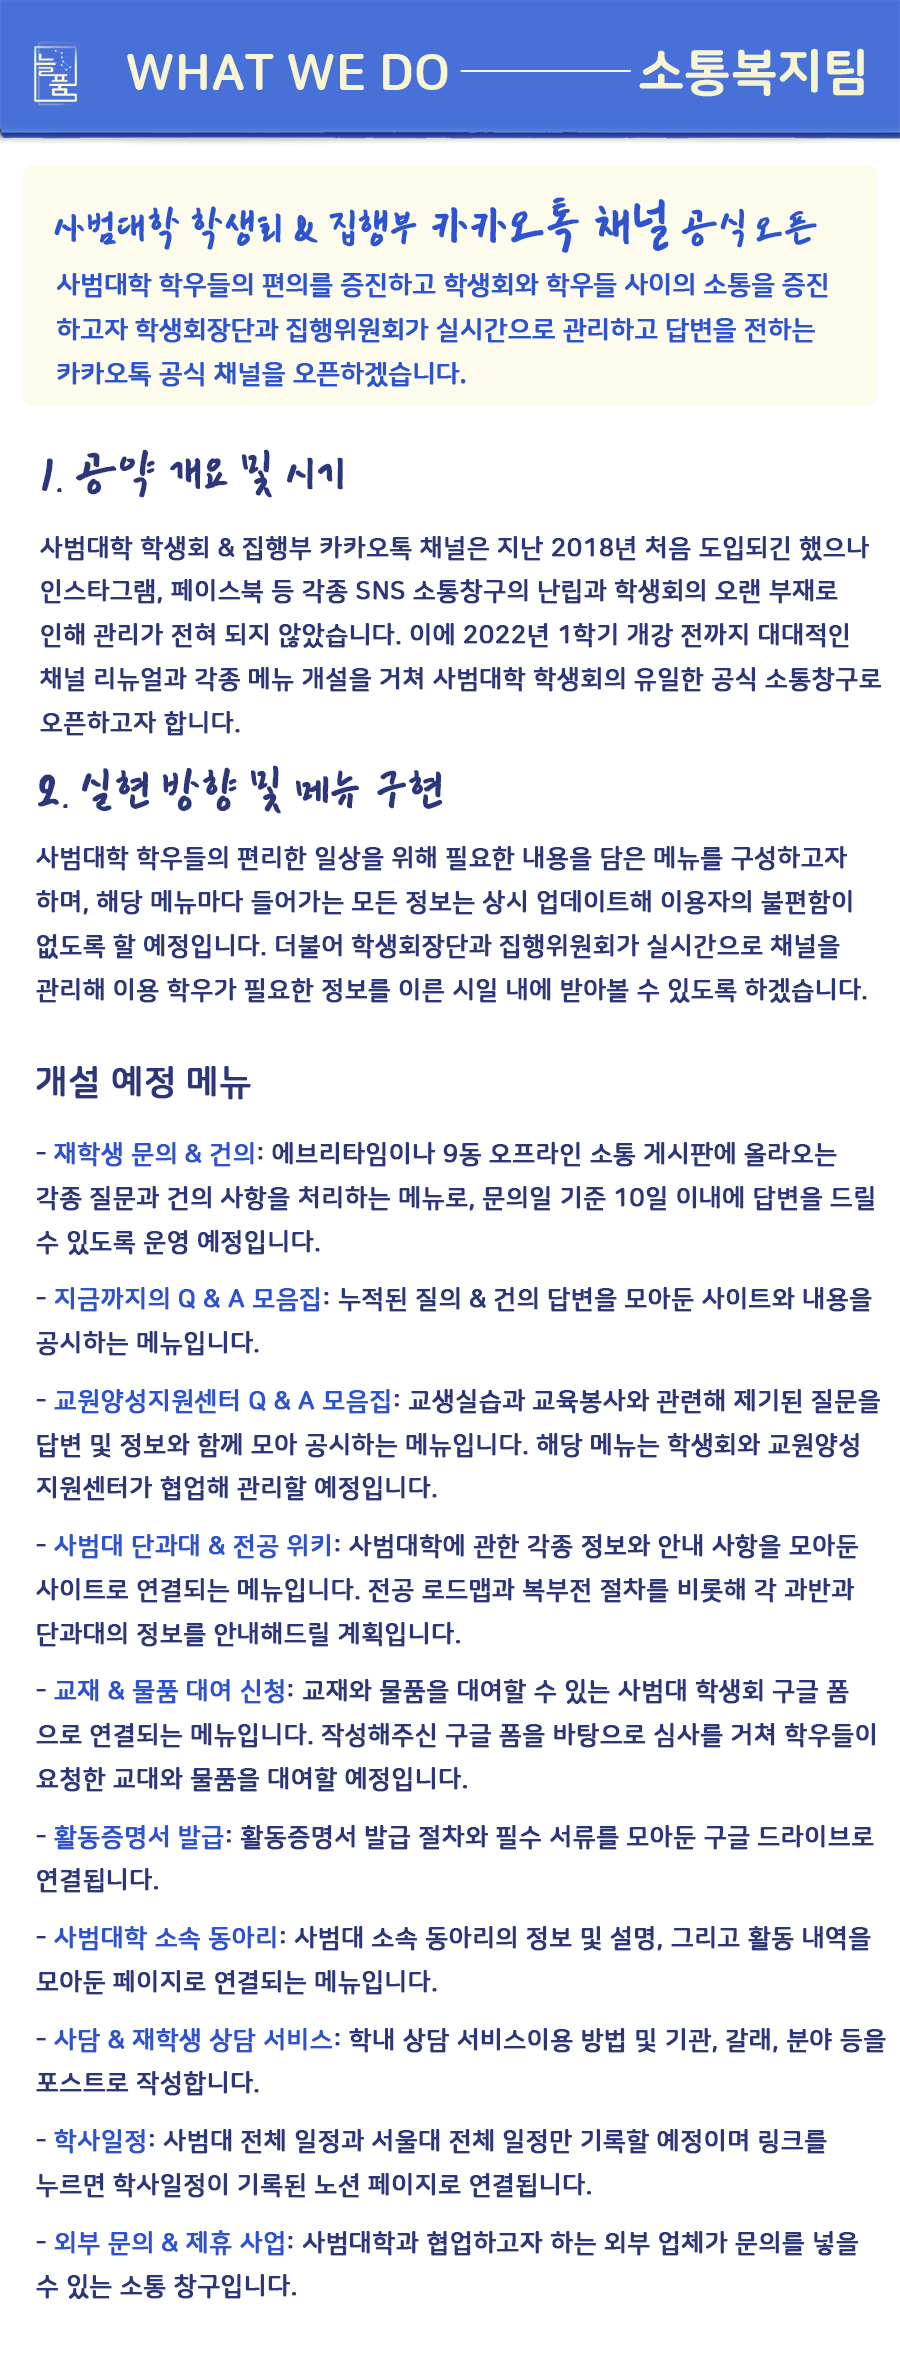 늘품
WHAT WE DO 소통복지팀
사범대학 학생회 & 집행부 카카오톡 채널 공식 오픈
사범대학 학우들의 편의를 증진하고 학생회와 학우들 사이의 소통을 증진
하고자 학생회장단과 집행위원회가 실시간으로 관리하고 답변을 전하는
카카오톡 공식 채널을 오픈하겠습니다.
1. 공약 개요 및 시기
사범대학 학생회 & 집행부 카카오톡 채널은 지난 2018년 처음 도입되긴 했으나
인스타그램, 페이스북 등 각종 SNS 소통창구의 난립과 학생회의 오랜 부재로
인해 관리가 전혀 되지 않았습니다. 이에 2022년 1학기 개강 전까지 대대적인
채널 리뉴얼과 각종 메뉴 개설을 거쳐 사범대학 학생회의 유일한 공식 소통창구로
오픈하고자 합니다.
2. 실현 방향 및 메뉴 구현
사범대학 학우들의 편리한 일상을 위해 필요한 내용을 담은 메뉴를 구성하고자
하며, 해당 메뉴마다 들어가는 모든 정보는 상시 업데이트해 이용자의 불편함이
없도록 할 예정입니다. 더불어 학생회장단과 집행위원회가 실시간으로 채널을
관리해 이용 학우가 필요한 정보를 이른 시일 내에 받아볼 수 있도록 하겠습니다.
개설 예정 메뉴
- 재학생 문의 & 건의: 에브리타임이나 9동 오프라인 소통 게시판에 올라오는
각종 질문과 건의 사항을 처리하는 메뉴로, 문의일 기준 10일 이내에 답변을 드릴
수 있도록 운영 예정입니다.
- 지금까지의 Q & A 모음집: 누적된 질의 & 건의 답변을 모아둔 사이트와 내용을
공시하는 메뉴입니다.
- 교원양성지원센터 Q & A 모음집: 교생실습과 교육봉사와 관련해 제기된 질문을
답변 및 정보와 함께 모아 공시하는 메뉴입니다. 해당 메뉴는 학생회와 교원양성
지원센터가 협업해 관리할 예정입니다.
- 사범대 단과대 & 전공 위키: 사범대학에 관한 각종 정보와 안내 사항을 모아둔
사이트로 연결되는 메뉴입니다. 전공 로드맵과 복부전 절차를 비롯해 각 과반과
단과대의 정보를 안내해드릴 계획입니다.
- 교재 & 물품 대여 신청: 교재와 물품을 대여할 수 있는 사범대 학생회 구글 폼
으로 연결되는 메뉴입니다. 작성해주신 구글 폼을 바탕으로 심사를 거쳐 학우들이
요청한 교대와 물품을 대여할 예정입니다.
- 활동증명서 발급: 활동증명서 발급 절차와 필수 서류를 모아둔 구글 드라이브로
연결됩니다.
- 사범대학 소속 동아리: 사범대 소속 동아리의 정보 및 설명, 그리고 활동 내역을
모아둔 페이지로 연결되는 메뉴입니다.
- 사담 & 재학생 상담 서비스: 학내 상담 서비스이용 방법 및 기관, 갈래, 분야 등을
포스트로 작성합니다.
- 학사일정: 사범대 전체 일정과 서울대 전체 일정만 기록할 예정이며 링크를
누르면 학사일정이 기록된 노션 페이지로 연결됩니다.
- 외부 문의 & 제휴 사업: 사범대학과 협업하고자 하는 외부 업체가 문의를 넣을
수 있는 소통 창구입니다.